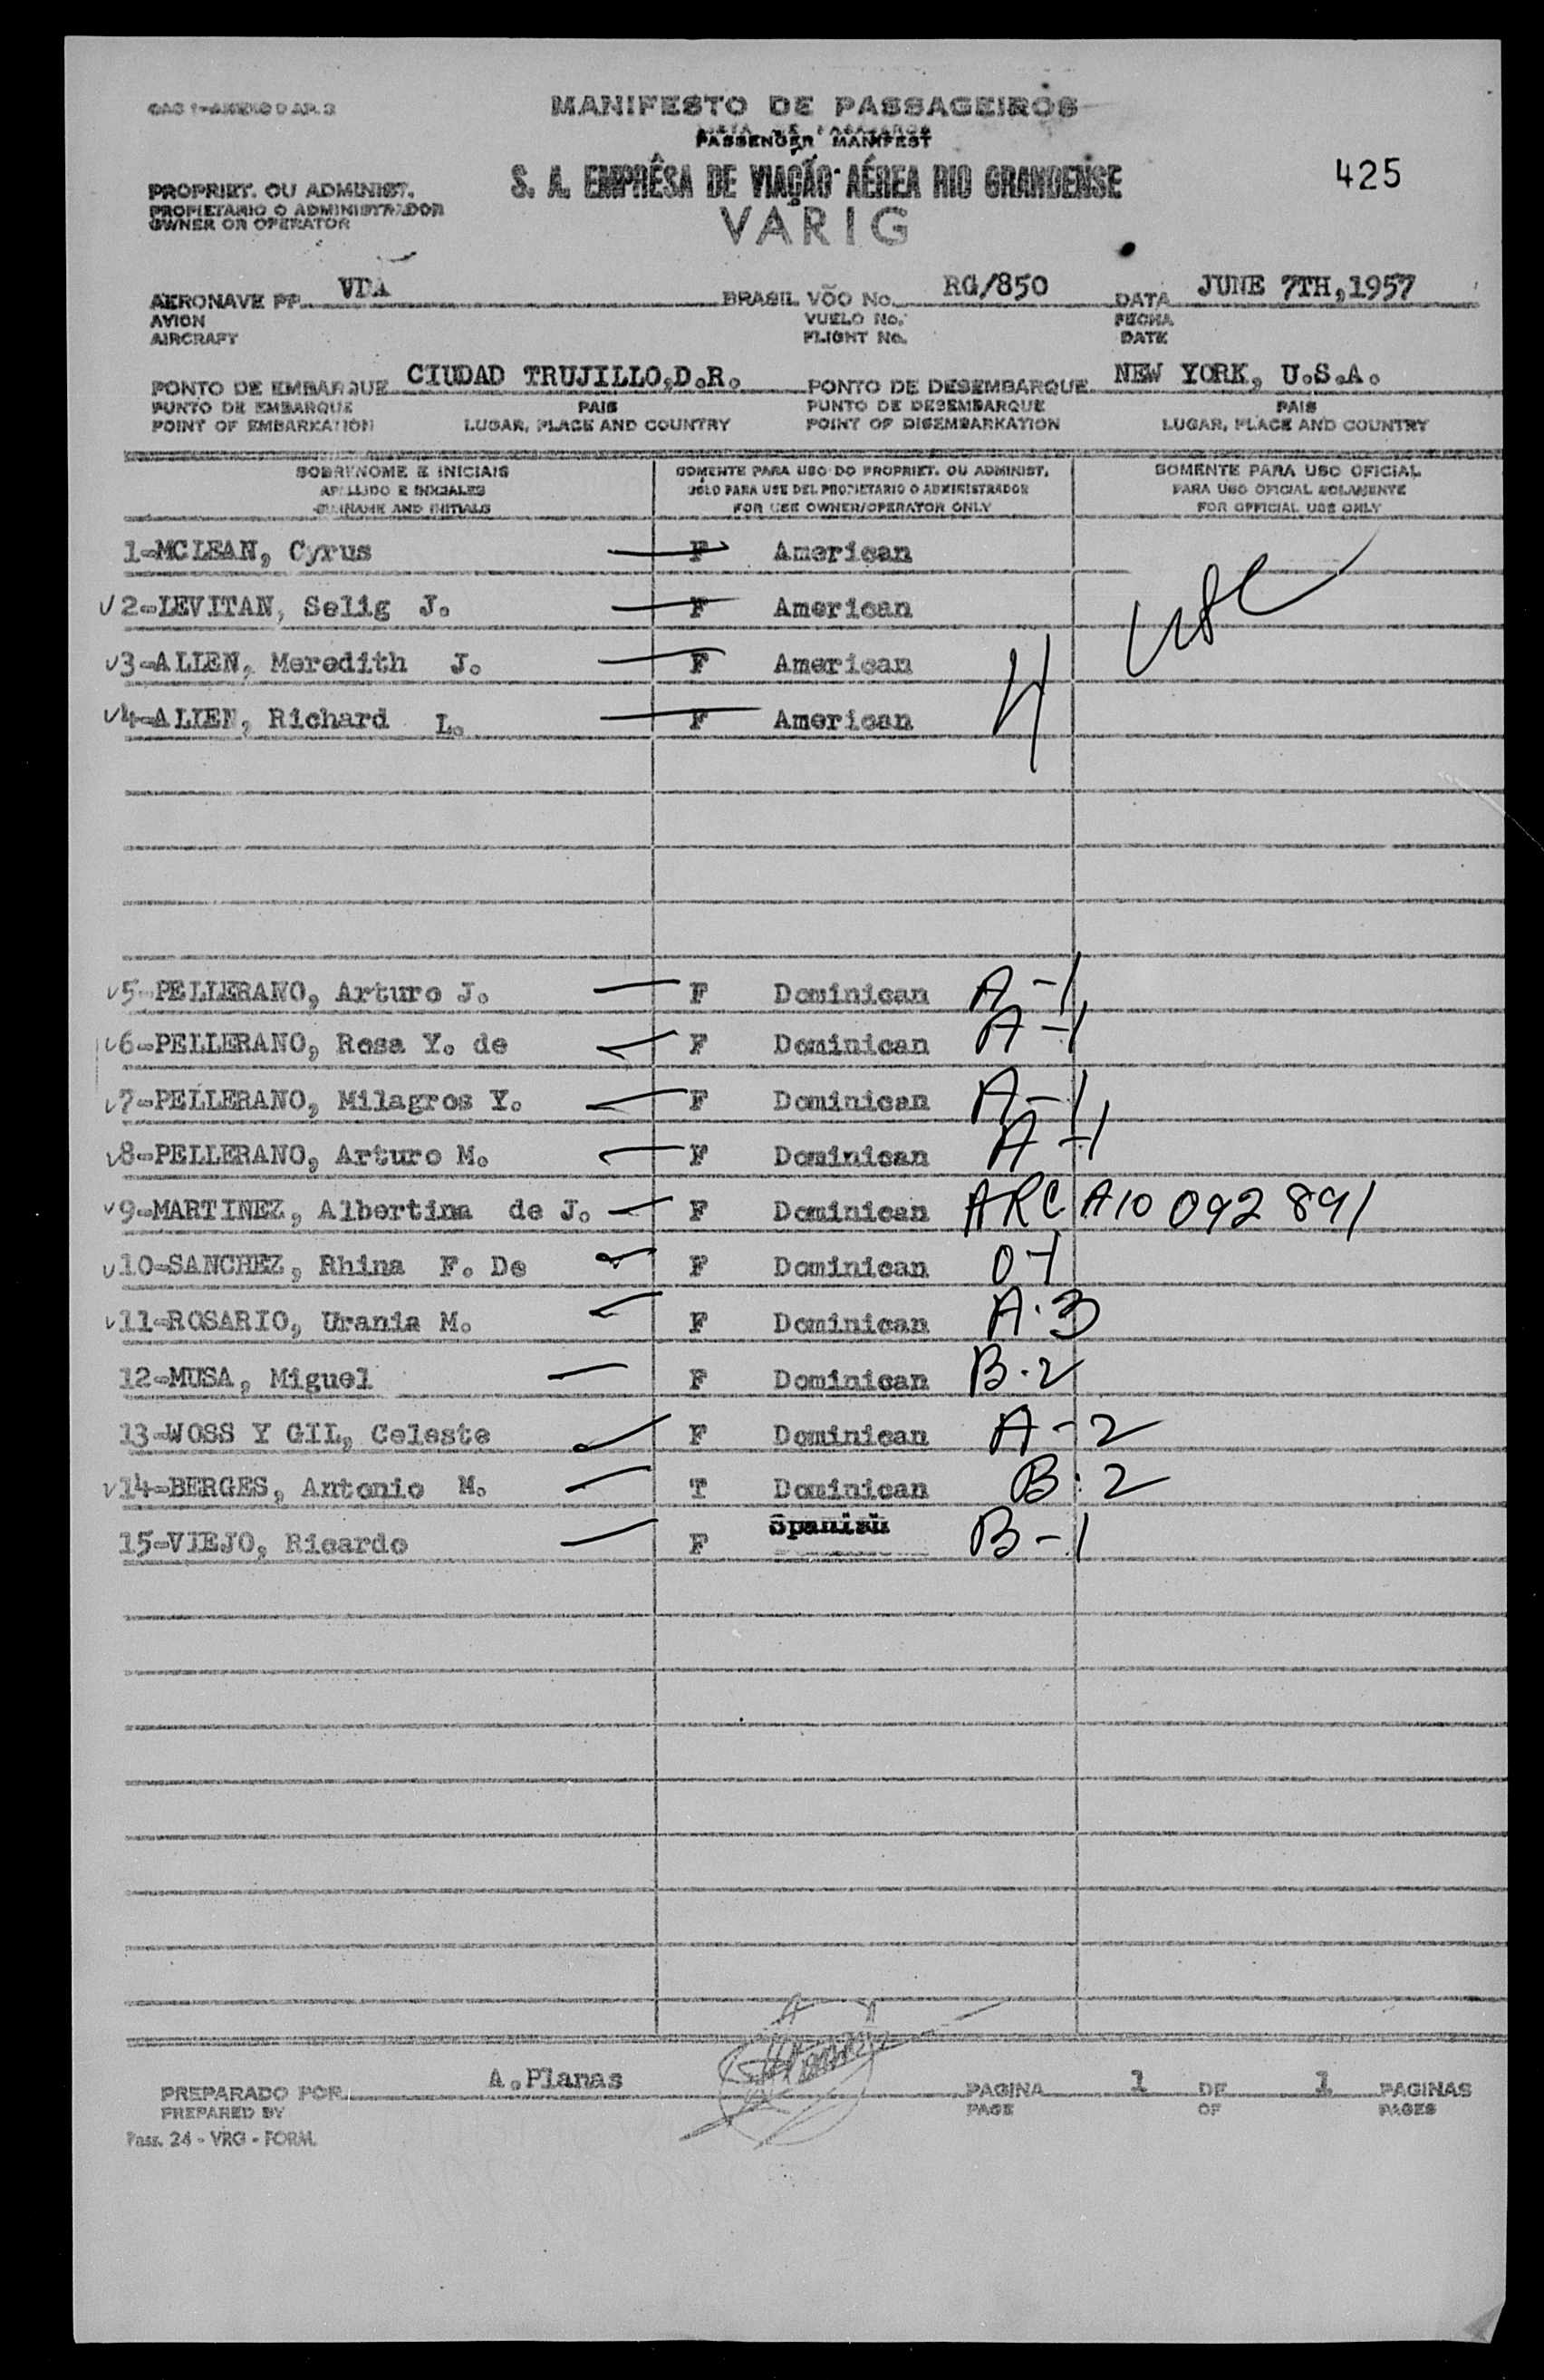 MANIFESTO DE PASSAGEIROS
PASSENGER MANIFEST
S. A. EMPRÊSA DE VIAÇÃO AÉREA RIO GRANDENSE
425
VARIG
PROPRIET. OU ADMINIST.
PROPIETARIO O ADMINISTRADOR
OWNER OR OPERATOR
AERONAVE PP VDA BRASIL VÔO No. RG/850 DATA JUNE 7TH,1957
AVION VUELO No. FECHA
AIRCRAFT FLIGHT No. DATE
PONTO DE EMBARQUE CIUDAD TRUJILLO,D.R. PONTO DE DESEMBARQUE NEW YORK, U.S.A.
PUNTO DE EMBARQUE PAIS PUNTO DE DESEMBARQUE PAIS
POINT OF EMBARKATION LUGAR, PLACE AND COUNTRY POINT OF DISEMBARKATION LUGAR, PLACE AND COUNTRY
SOBRENOME E INICIAIS SOMENTE PARA USO DO PROPRIET. OU ADMINIST. SOMENTE PARA USO OFICIAL
APELLIDO E INICIALES SOLO PARA USE DEL PROPIETARIO O ADMINISTRADOR PARA USO OFICIAL SOLAMENTE
SURNAME AND INITIALS FOR USE OWNER/OPERATOR ONLY FOR OFFICIAL USE ONLY
1-MCLEAN, Cyrus F American
2-LEVITAN, Selig J. F American
3-ALLEN, Meredith J. F American
4-ALLEN, Richard L. F American 4
5-PELLERANO, Arturo J. F Dominican A-1
6-PELLERANO, Rosa Y. de F Dominican A-1
7-PELLERANO, Milagros Y. F Dominican A-1
8-PELLERANO, Arturo M. F Dominican A-1
9-MARTINEZ, Albertina de J. F Dominican ARC A10 092 891
10-SANCHEZ, Rhina F. De F Dominican O-1
11-ROSARIO, Urania M. F Dominican A-3
12-MUSA, Miguel F Dominican B-2
13-WOSS Y GIL, Celeste F Dominican A-2
14-BERGES, Antonio M. T Dominican B-2
15-VIEJO, Ricardo F Spanish B-1
PREPARADO POR A.Planas PAGINA 1 DE 1 PAGINAS
PREPARED BY PAGE OF PAGES
Pass. 24 - VRG - FORM.